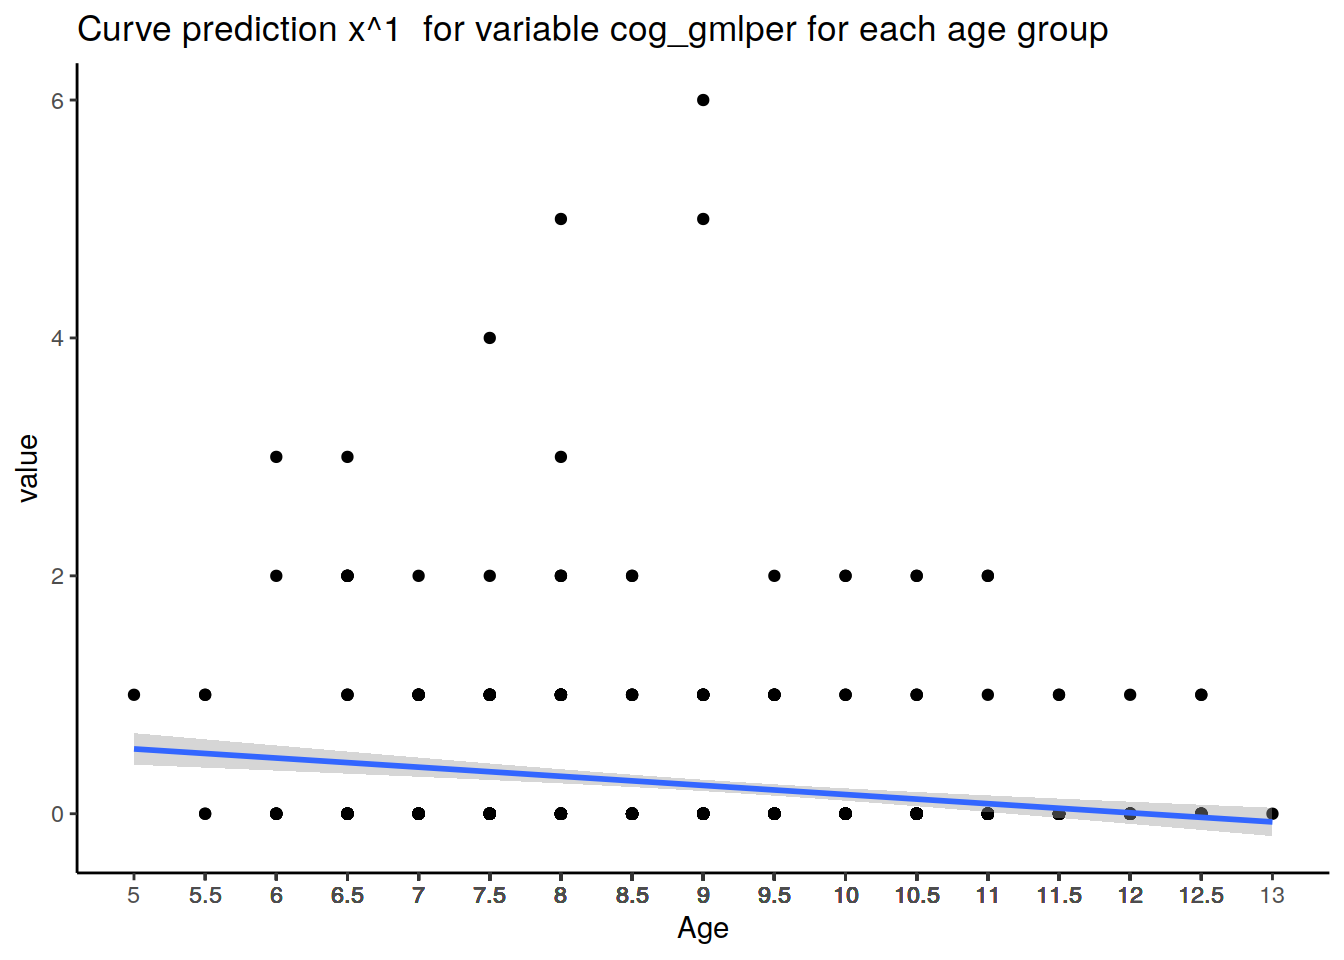 Curve prediction x^1  for variable cog_gmlper for each age group
6
4
2
0
value
5 5.5 6 6.5 7 7.5 8 8.5 9 9.5 10 10.5 11 11.5 12 12.5 13
Age